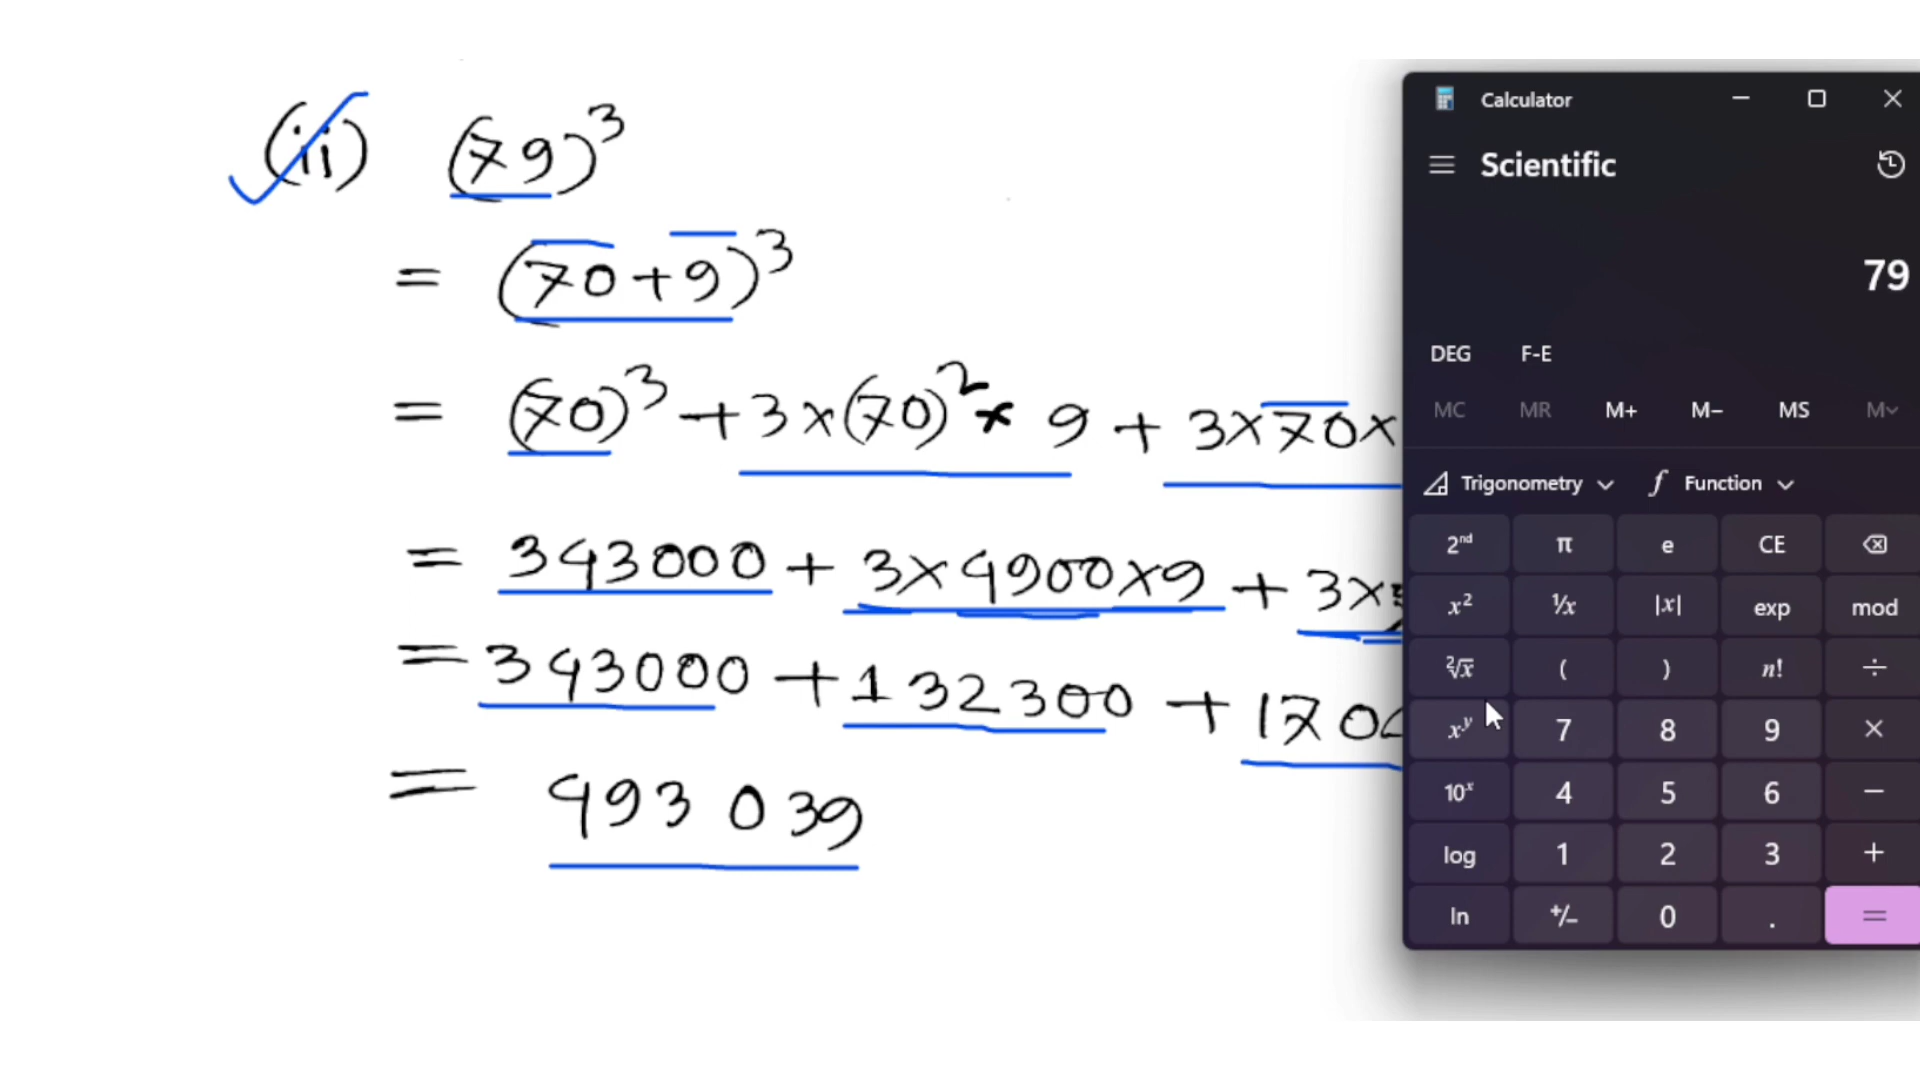 (ii) (79)³
= (70+9)³
= (70)³ + 3×(70)² × 9 + 3×70×
= 343000 + 3×4900×9 + 3×
= 343000 + 132300 + 170
= 493 039
Calculator
Scientific
79
DEG F-E
MC MR M+ M− MS M˅
Trigonometry f Function
2ⁿᵈ π e CE
x² ¹/x |x| exp mod
²√x ( ) n! ÷
xʸ 7 8 9 ×
10ˣ 4 5 6 −
log 1 2 3 +
ln +/− 0 . =